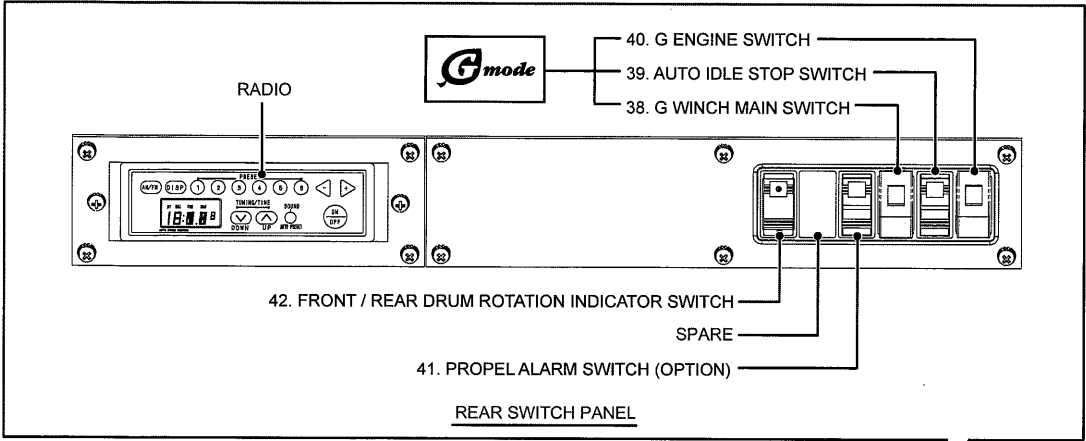 40. G ENGINE SWITCH
G mode
39. AUTO IDLE STOP SWITCH
RADIO
38. G WINCH MAIN SWITCH
PRESET
AM/FM DISP 1 2 3 4 5 6
TUNING/TIME SOUND
ON
OFF
DOWN UP AUTO PRESET
42. FRONT / REAR DRUM ROTATION INDICATOR SWITCH
SPARE
41. PROPEL ALARM SWITCH (OPTION)
REAR SWITCH PANEL